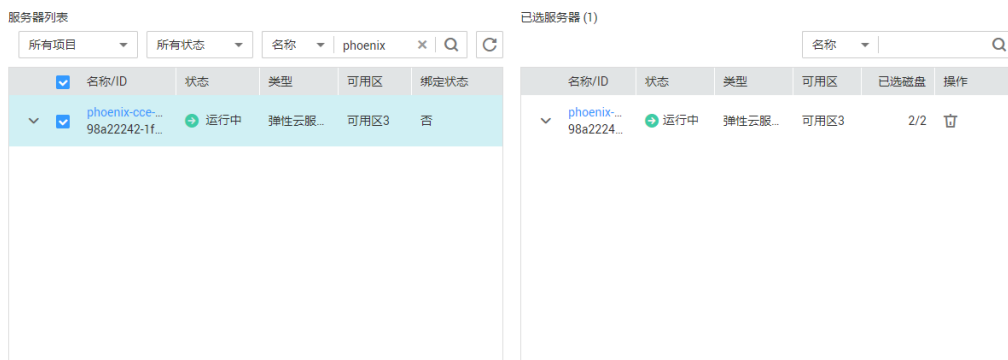 服务器列表
所有项目 所有状态 名称 phoenix
名称/ID 状态 类型 可用区 绑定状态
phoenix-cce-...
98a22242-1f...
运行中 弹性云服... 可用区3 否
已选服务器 (1)
名称
名称/ID 状态 类型 可用区 已选磁盘 操作
phoenix-...
98a2224...
运行中 弹性云服... 可用区3 2/2